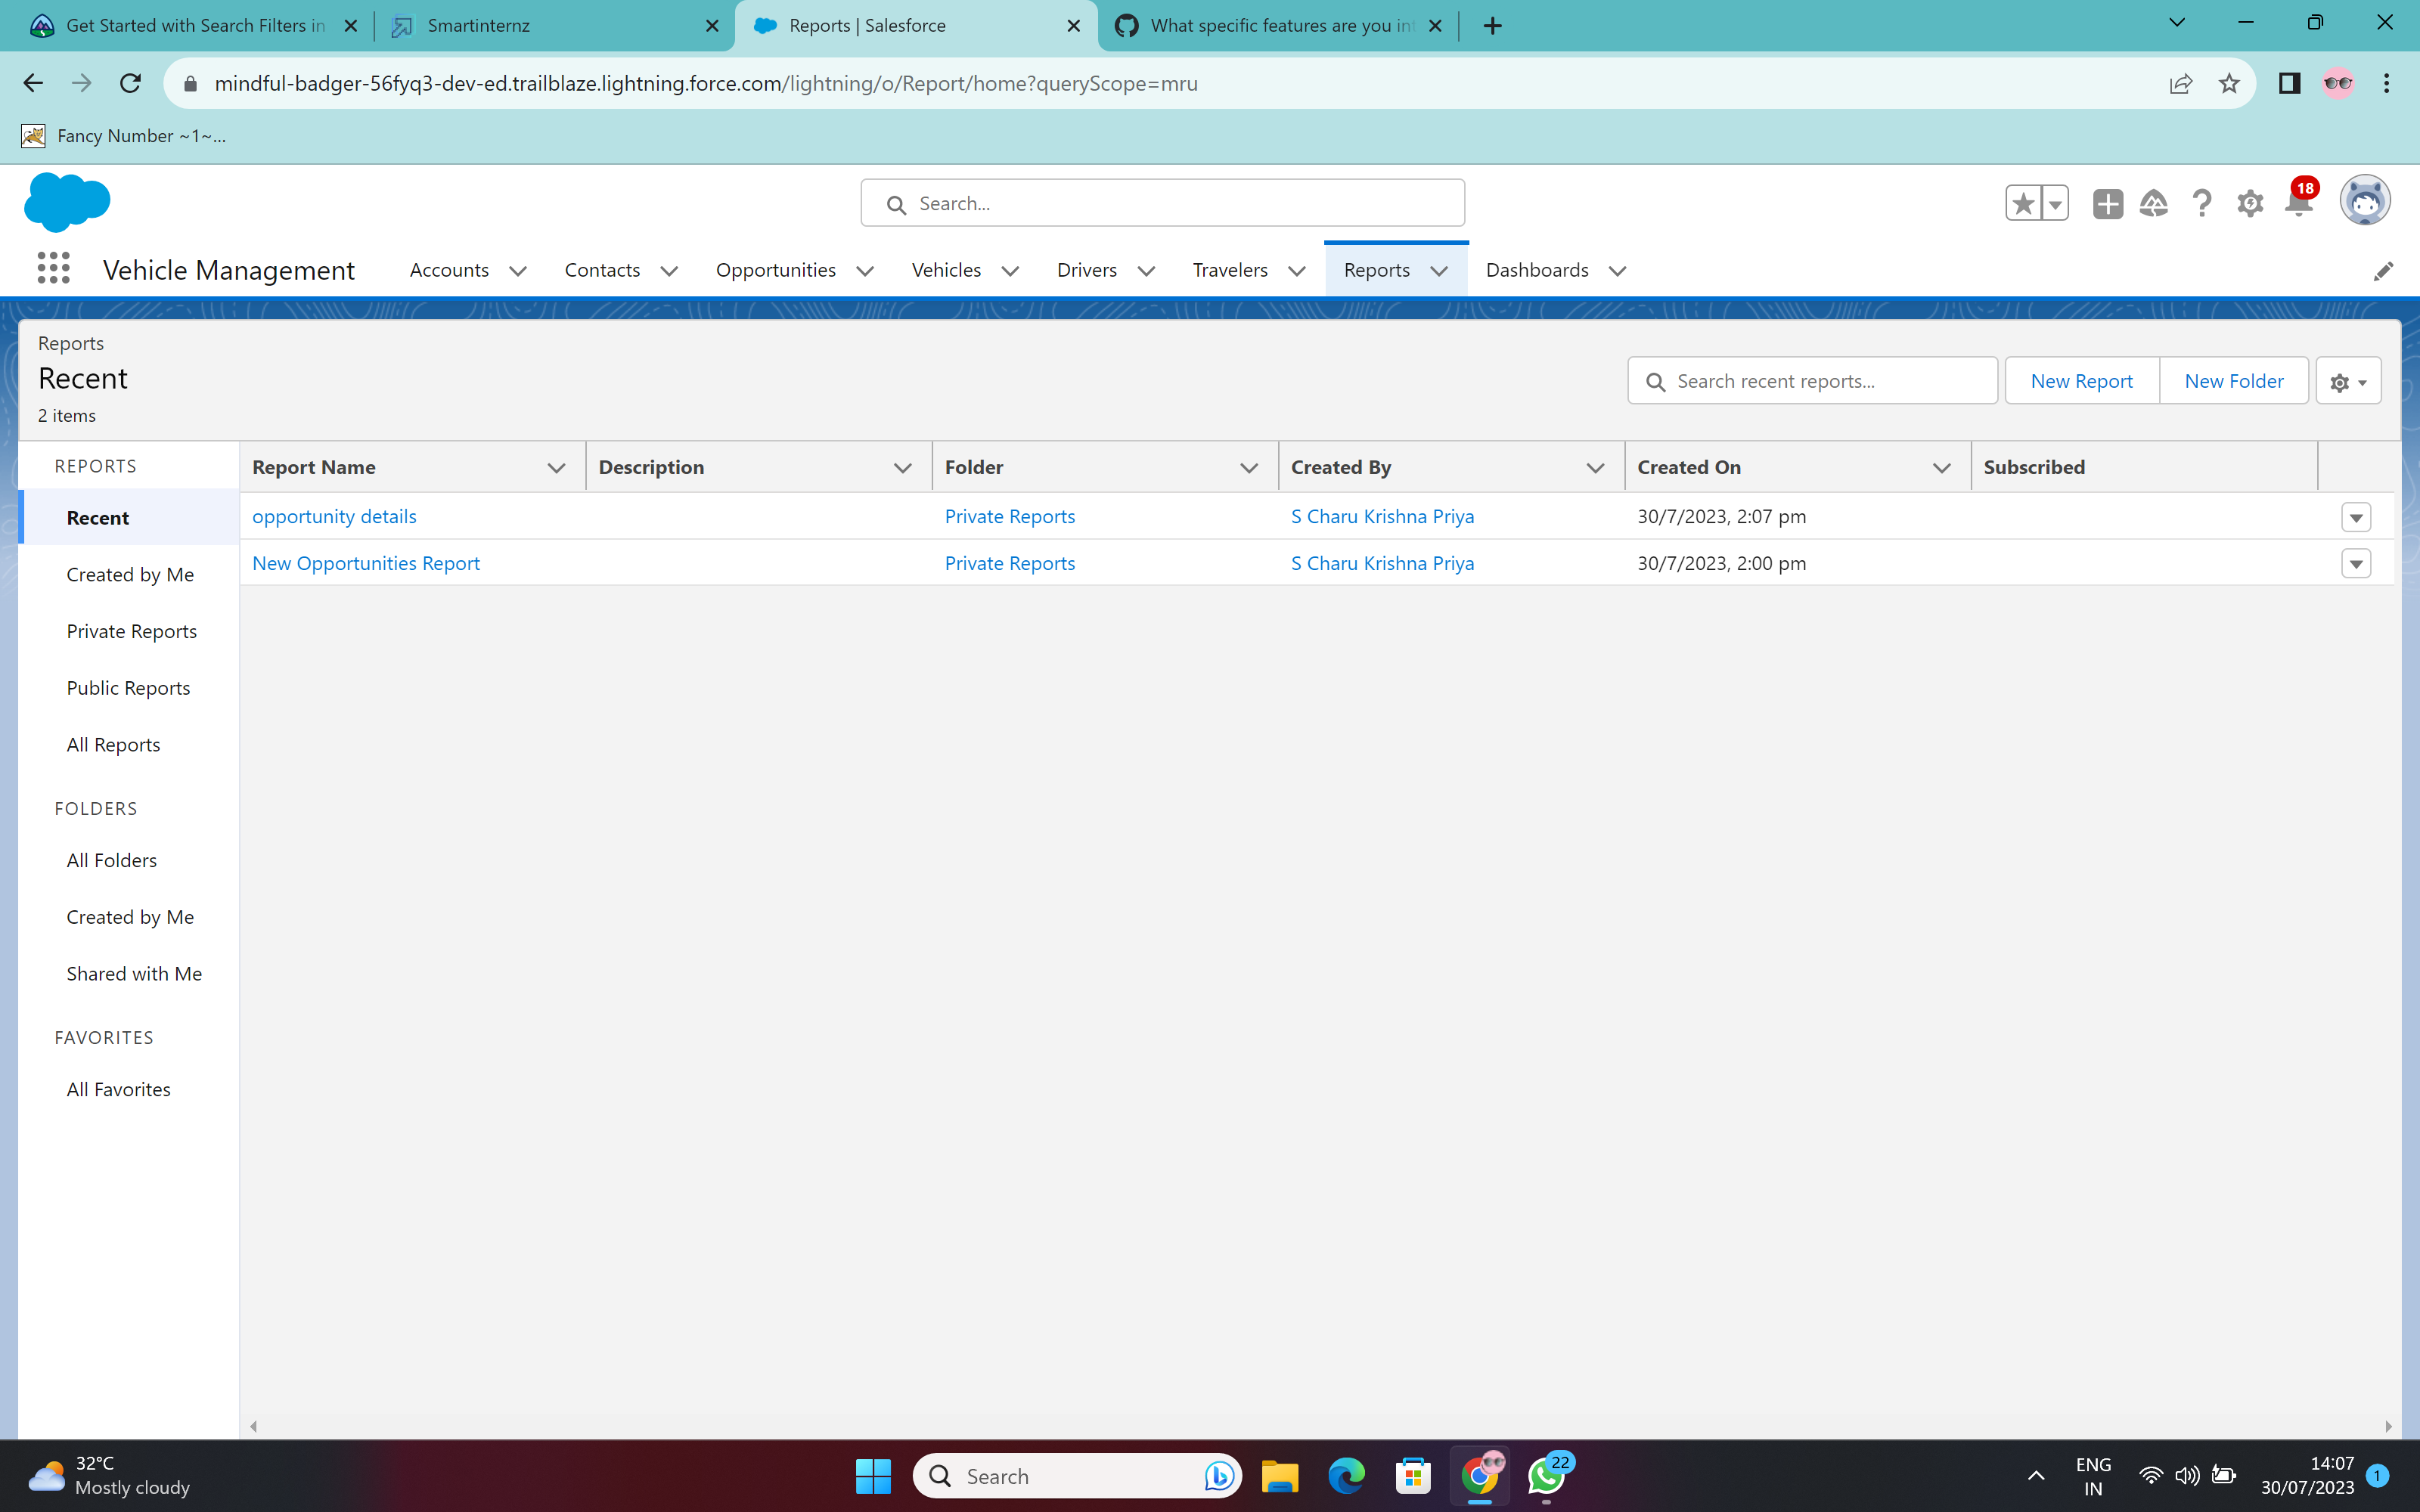 Get Started with Search Filters in
Smartinternz
Reports | Salesforce
What specific features are you int
mindful-badger-56fyq3-dev-ed.trailblaze.lightning.force.com/lightning/o/Report/home?queryScope=mru
Fancy Number ~1~...
Search...
18
Vehicle Management
Accounts
Contacts
Opportunities
Vehicles
Drivers
Travelers
Reports
Dashboards
Reports
Recent
2 items
Search recent reports...
New Report
New Folder
REPORTS
Recent
Created by Me
Private Reports
Public Reports
All Reports
FOLDERS
All Folders
Created by Me
Shared with Me
FAVORITES
All Favorites
Report Name Description Folder Created By Created On Subscribed
opportunity details Private Reports S Charu Krishna Priya 30/7/2023, 2:07 pm
New Opportunities Report Private Reports S Charu Krishna Priya 30/7/2023, 2:00 pm
32°C
Mostly cloudy
Search
22
ENG
IN
14:07
30/07/2023
1